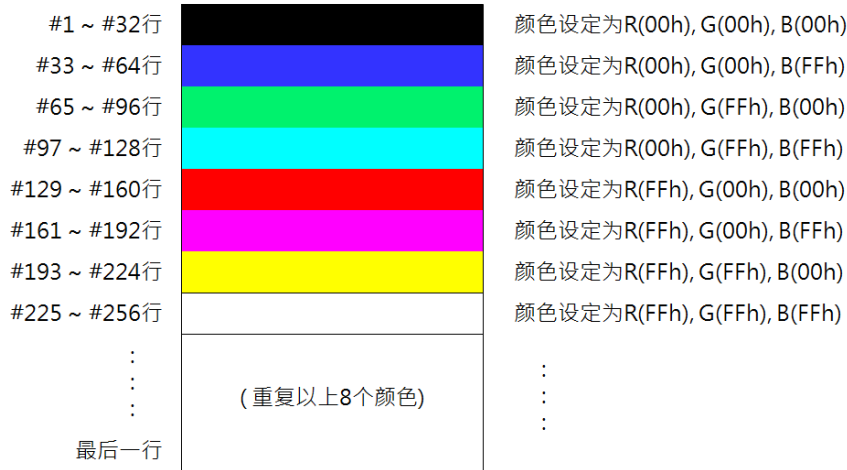 #1 ~ #32行 颜色设定为R(00h), G(00h), B(00h)
#33 ~ #64行 颜色设定为R(00h), G(00h), B(FFh)
#65 ~ #96行 颜色设定为R(00h), G(FFh), B(00h)
#97 ~ #128行 颜色设定为R(00h), G(FFh), B(FFh)
#129 ~ #160行 颜色设定为R(FFh), G(00h), B(00h)
#161 ~ #192行 颜色设定为R(FFh), G(00h), B(FFh)
#193 ~ #224行 颜色设定为R(FFh), G(FFh), B(00h)
#225 ~ #256行 颜色设定为R(FFh), G(FFh), B(FFh)
( 重复以上8个颜色)
最后一行